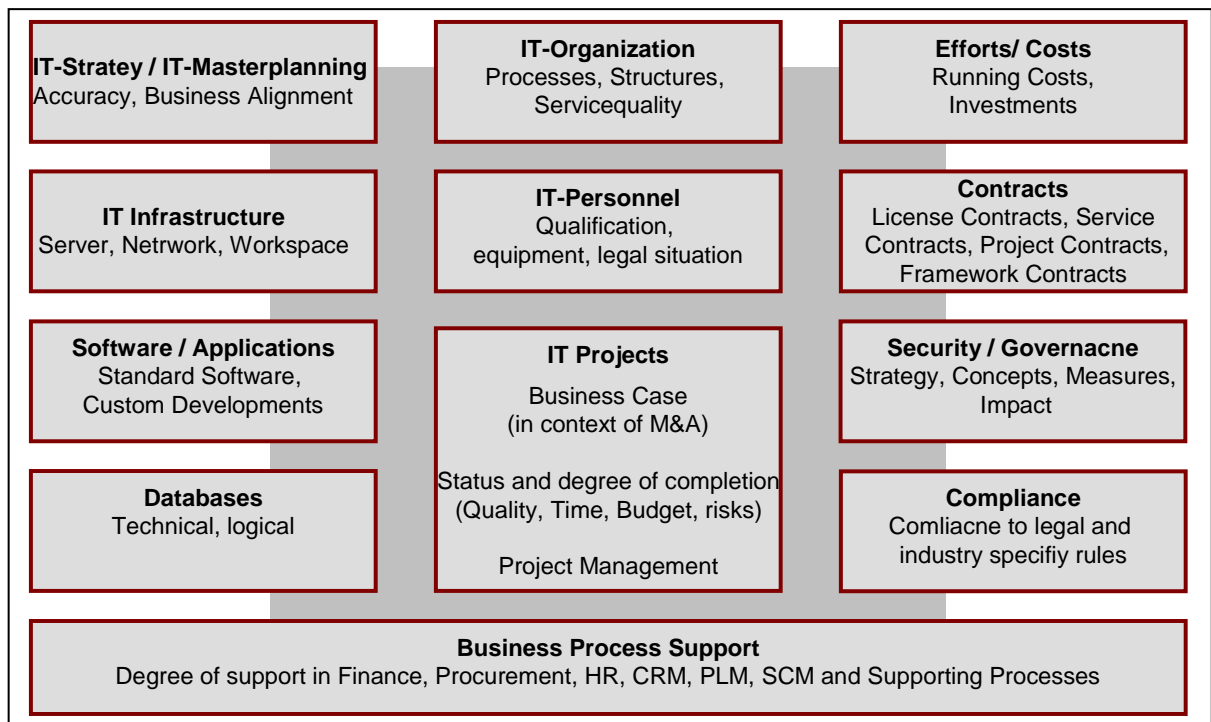 IT-Stratey / IT-Masterplanning
Accuracy, Business Alignment
IT-Organization
Processes, Structures,
Servicequality
Efforts/ Costs
Running Costs,
Investments
IT Infrastructure
Server, Netrwork, Workspace
IT-Personnel
Qualification,
equipment, legal situation
Contracts
License Contracts, Service
Contracts, Project Contracts,
Framework Contracts
Software / Applications
Standard Software,
Custom Developments
IT Projects
Business Case
(in context of M&A)
Status and degree of completion
(Quality, Time, Budget, risks)
Project Management
Security / Governacne
Strategy, Concepts, Measures,
Impact
Databases
Technical, logical
Compliance
Comliacne to legal and
industry specifiy rules
Business Process Support
Degree of support in Finance, Procurement, HR, CRM, PLM, SCM and Supporting Processes